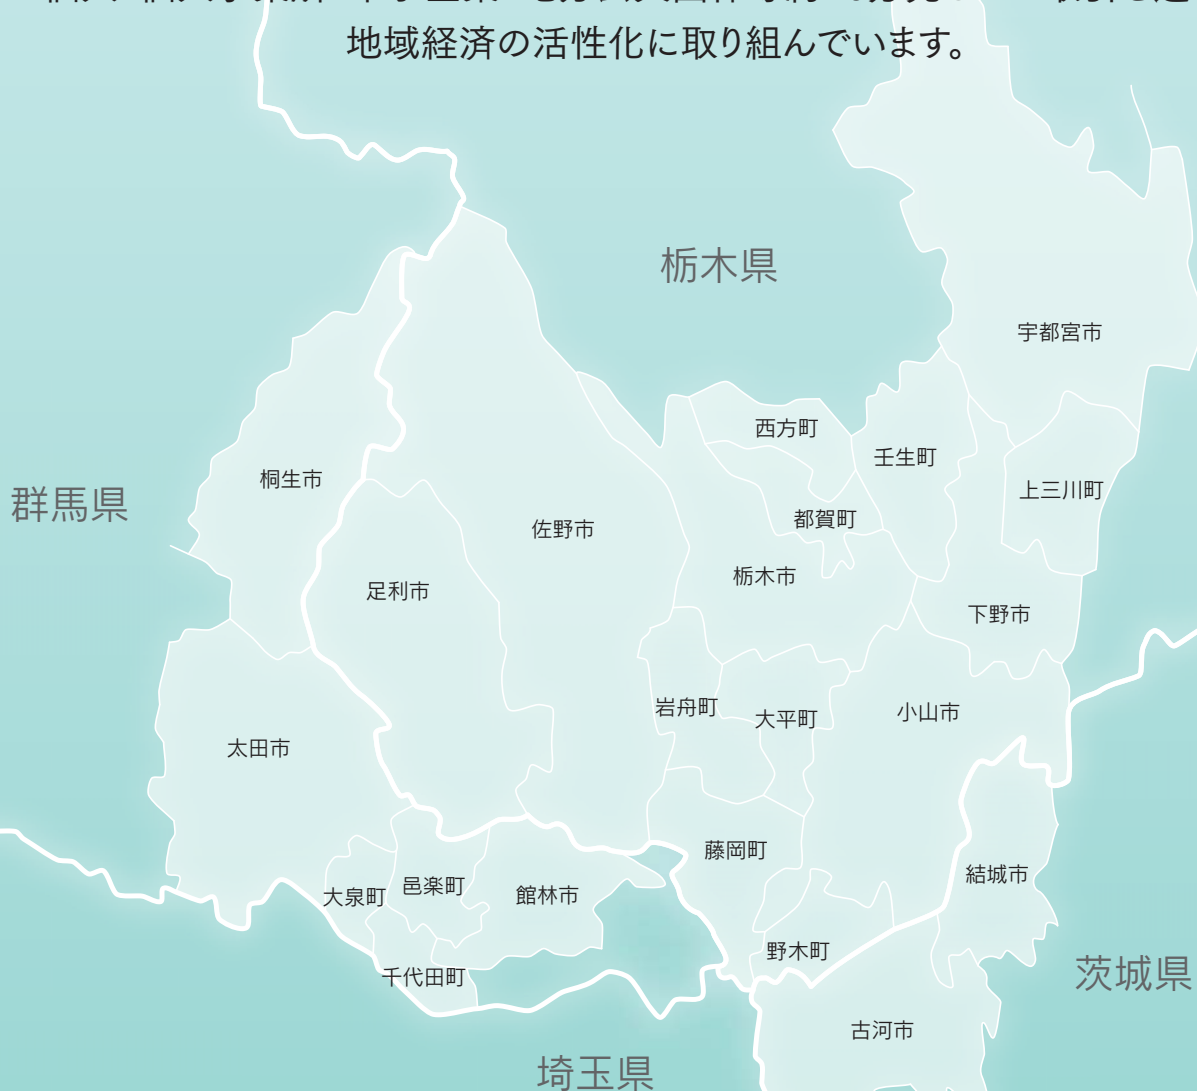 地域経済の活性化に取り組んでいます。
栃木県
宇都宮市
西方町
壬生町
桐生市
上三川町
群馬県
都賀町
佐野市
栃木市
足利市
下野市
岩舟町
小山市
大平町
太田市
藤岡町
結城市
邑楽町
大泉町
館林市
野木町
千代田町
茨城県
古河市
埼玉県